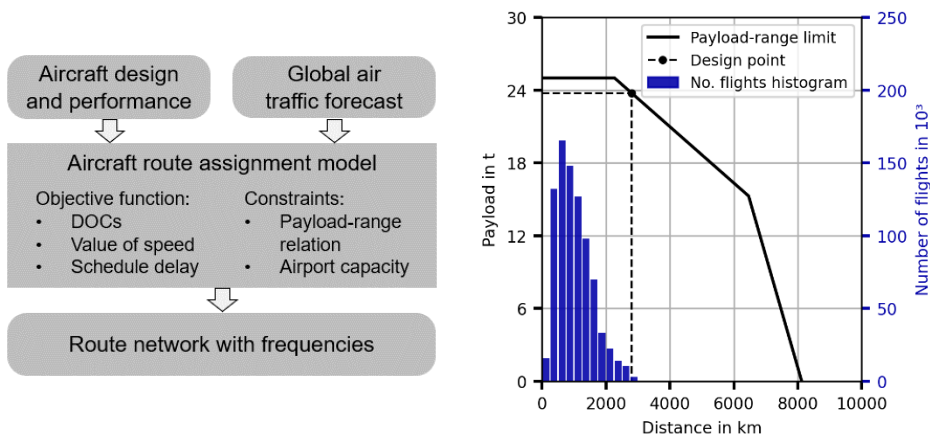 Aircraft design
and performance
Global air
traffic forecast
Aircraft route assignment model
Objective function:
• DOCs
• Value of speed
• Schedule delay
Constraints:
• Payload-range
relation
• Airport capacity
Route network with frequencies
Payload-range limit
Design point
No. flights histogram
Payload in t
30
24
18
12
6
0
0
2000
4000
6000
8000
10000
Distance in km
250
200
150
100
50
0
Number of flights in 10³